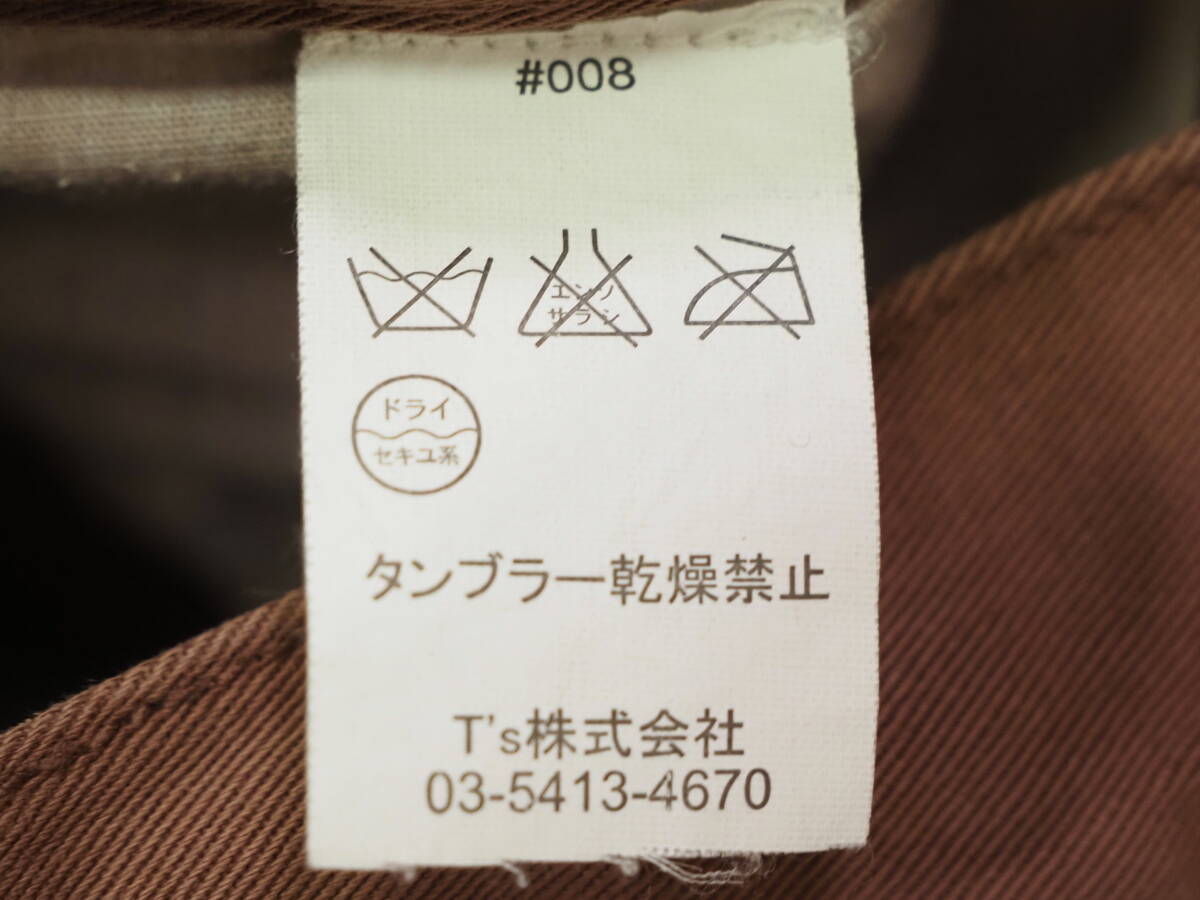 #008
エンソ
サラシ
ドライ
セキユ系
タンブラー乾燥禁止
T's株式会社
03-5413-4670